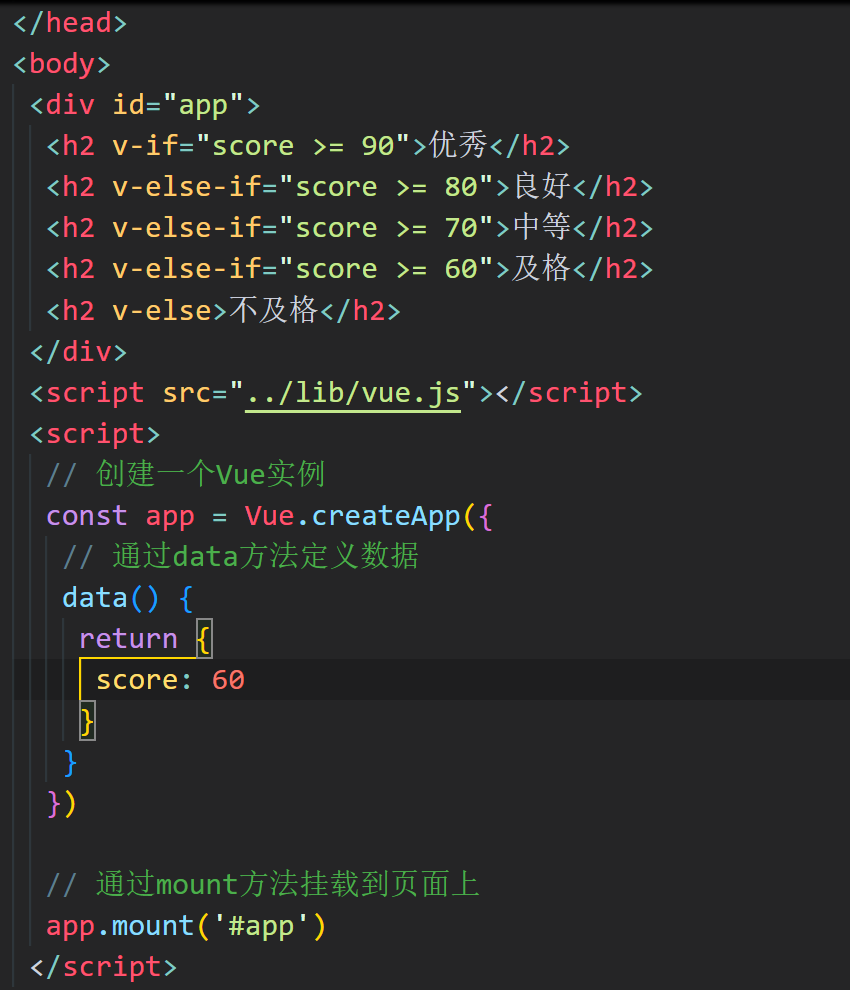 </head>
<body>
<div id="app">
<h2 v-if="score >= 90">优秀</h2>
<h2 v-else-if="score >= 80">良好</h2>
<h2 v-else-if="score >= 70">中等</h2>
<h2 v-else-if="score >= 60">及格</h2>
<h2 v-else>不及格</h2>
</div>
<script src="../lib/vue.js"></script>
<script>
// 创建一个Vue实例
const app = Vue.createApp({
// 通过data方法定义数据
data() {
return {
score: 60
}
}
})
// 通过mount方法挂载到页面上
app.mount('#app')
</script>